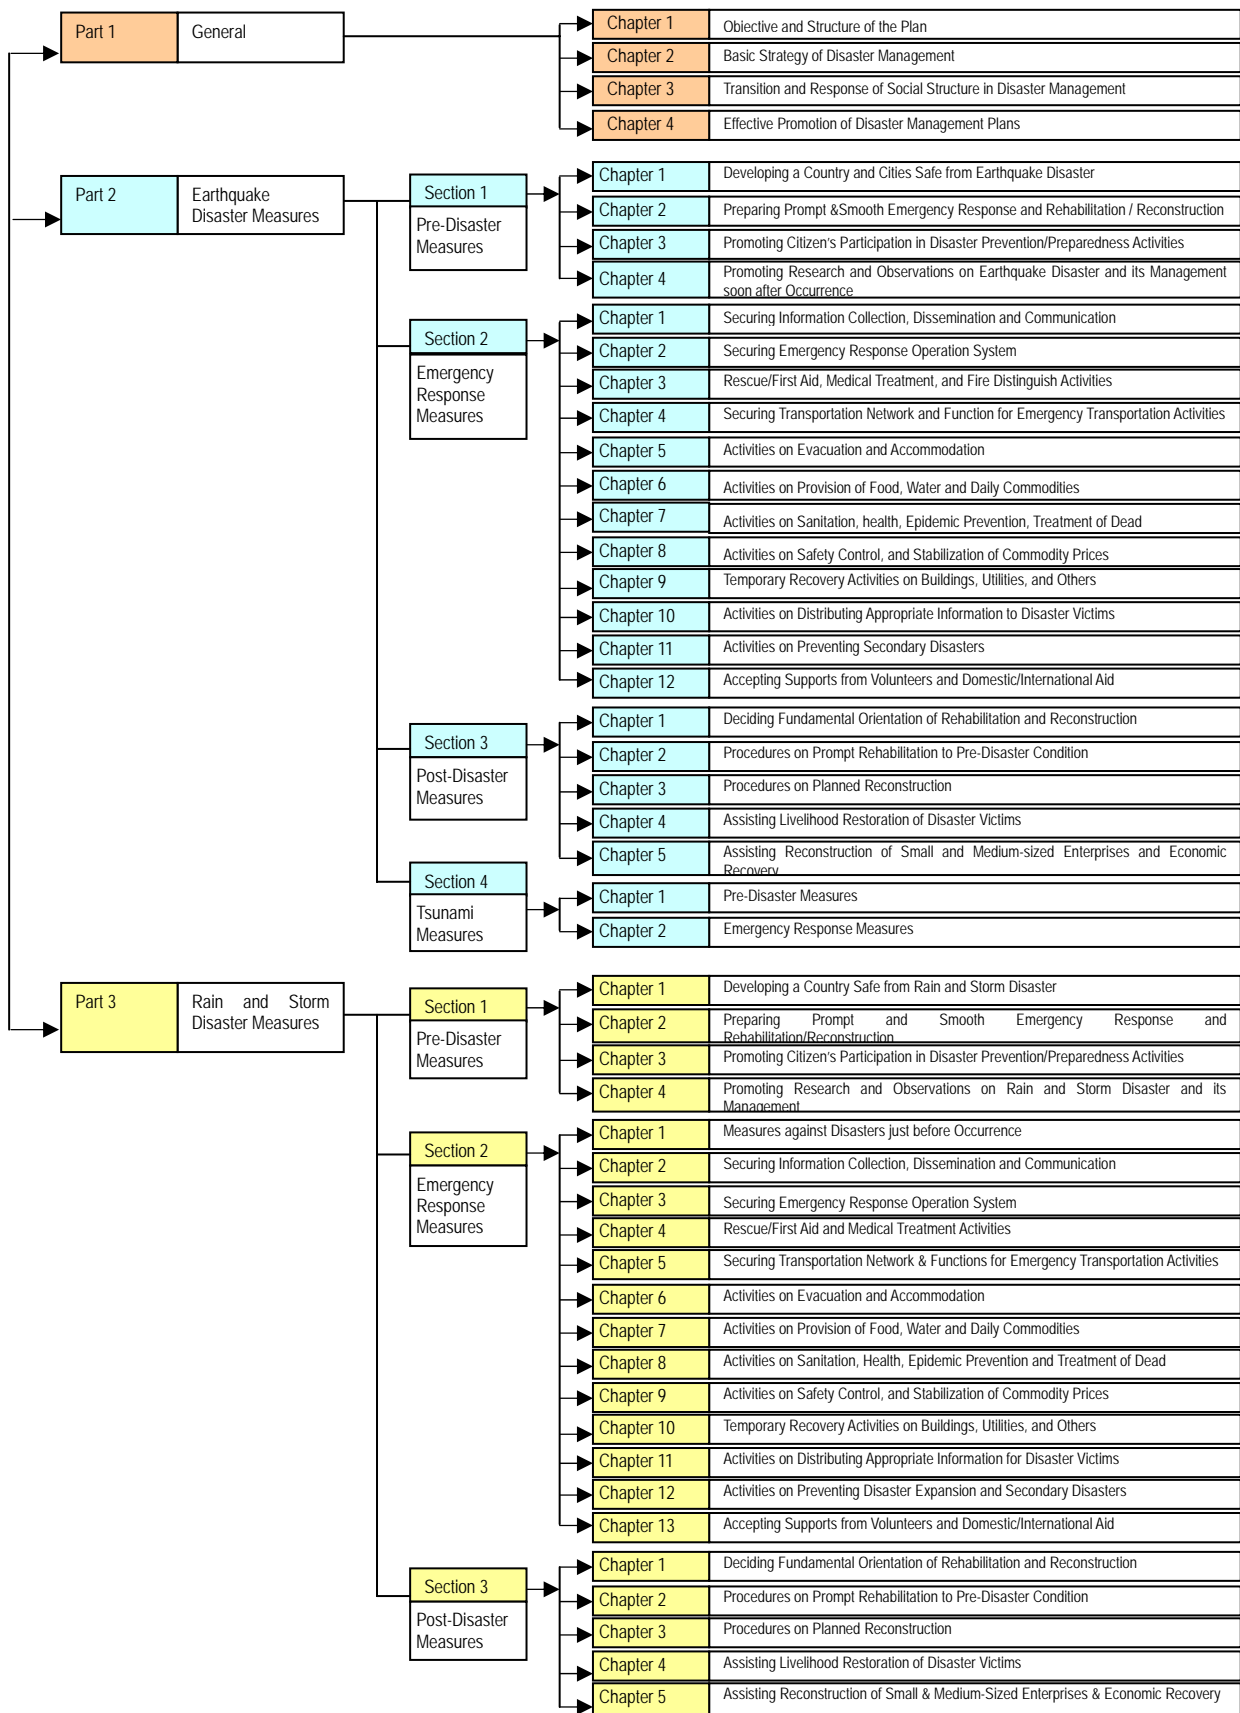 Part 1
General
Chapter 1
Objective and Structure of the Plan
Chapter 2
Basic Strategy of Disaster Management
Chapter 3
Transition and Response of Social Structure in Disaster Management
Chapter 4
Effective Promotion of Disaster Management Plans
Part 2
Earthquake
Disaster Measures
Section 1
Pre-Disaster
Measures
Chapter 1
Developing a Country and Cities Safe from Earthquake Disaster
Chapter 2
Preparing Prompt &Smooth Emergency Response and Rehabilitation / Reconstruction
Chapter 3
Promoting Citizen's Participation in Disaster Prevention/Preparedness Activities
Chapter 4
Promoting Research and Observations on Earthquake Disaster and its Management
soon after Occurrence
Section 2
Emergency
Response
Measures
Chapter 1
Securing Information Collection, Dissemination and Communication
Chapter 2
Securing Emergency Response Operation System
Chapter 3
Rescue/First Aid, Medical Treatment, and Fire Distinguish Activities
Chapter 4
Securing Transportation Network and Function for Emergency Transportation Activities
Chapter 5
Activities on Evacuation and Accommodation
Chapter 6
Activities on Provision of Food, Water and Daily Commodities
Chapter 7
Activities on Sanitation, health, Epidemic Prevention, Treatment of Dead
Chapter 8
Activities on Safety Control, and Stabilization of Commodity Prices
Chapter 9
Temporary Recovery Activities on Buildings, Utilities, and Others
Chapter 10
Activities on Distributing Appropriate Information to Disaster Victims
Chapter 11
Activities on Preventing Secondary Disasters
Chapter 12
Accepting Supports from Volunteers and Domestic/International Aid
Section 3
Post-Disaster
Measures
Chapter 1
Deciding Fundamental Orientation of Rehabilitation and Reconstruction
Chapter 2
Procedures on Prompt Rehabilitation to Pre-Disaster Condition
Chapter 3
Procedures on Planned Reconstruction
Chapter 4
Assisting Livelihood Restoration of Disaster Victims
Chapter 5
Assisting Reconstruction of Small and Medium-sized Enterprises and Economic
Recovery
Section 4
Tsunami
Measures
Chapter 1
Pre-Disaster Measures
Chapter 2
Emergency Response Measures
Part 3
Rain and Storm
Disaster Measures
Section 1
Pre-Disaster
Measures
Chapter 1
Developing a Country Safe from Rain and Storm Disaster
Chapter 2
Preparing Prompt and Smooth Emergency Response and
Rehabilitation/Reconstruction
Chapter 3
Promoting Citizen's Participation in Disaster Prevention/Preparedness Activities
Chapter 4
Promoting Research and Observations on Rain and Storm Disaster and its
Management
Section 2
Emergency
Response
Measures
Chapter 1
Measures against Disasters just before Occurrence
Chapter 2
Securing Information Collection, Dissemination and Communication
Chapter 3
Securing Emergency Response Operation System
Chapter 4
Rescue/First Aid and Medical Treatment Activities
Chapter 5
Securing Transportation Network & Functions for Emergency Transportation Activities
Chapter 6
Activities on Evacuation and Accommodation
Chapter 7
Activities on Provision of Food, Water and Daily Commodities
Chapter 8
Activities on Sanitation, Health, Epidemic Prevention and Treatment of Dead
Chapter 9
Activities on Safety Control, and Stabilization of Commodity Prices
Chapter 10
Temporary Recovery Activities on Buildings, Utilities, and Others
Chapter 11
Activities on Distributing Appropriate Information for Disaster Victims
Chapter 12
Activities on Preventing Disaster Expansion and Secondary Disasters
Chapter 13
Accepting Supports from Volunteers and Domestic/International Aid
Section 3
Post-Disaster
Measures
Chapter 1
Deciding Fundamental Orientation of Rehabilitation and Reconstruction
Chapter 2
Procedures on Prompt Rehabilitation to Pre-Disaster Condition
Chapter 3
Procedures on Planned Reconstruction
Chapter 4
Assisting Livelihood Restoration of Disaster Victims
Chapter 5
Assisting Reconstruction of Small & Medium-Sized Enterprises & Economic Recovery